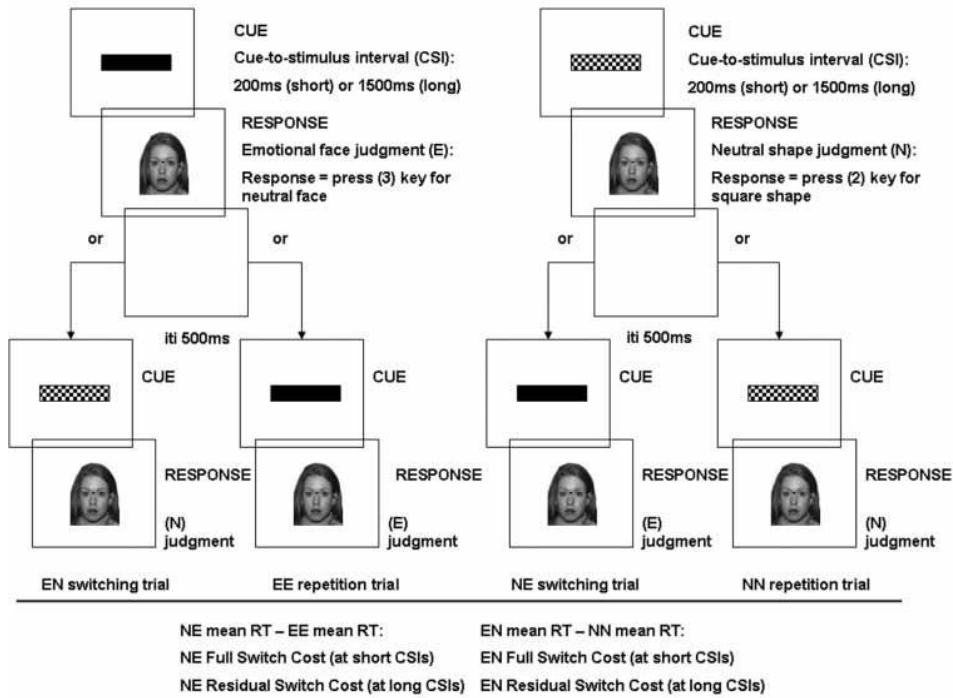 CUE
Cue-to-stimulus interval (CSI):
200ms (short) or 1500ms (long)
RESPONSE
Emotional face judgment (E):
Response = press (3) key for
neutral face
or
or
iti 500ms
CUE
Cue-to-stimulus interval (CSI):
200ms (short) or 1500ms (long)
RESPONSE
Neutral shape judgment (N):
Response = press (2) key for
square shape
or
or
iti 500ms
CUE
RESPONSE
(N)
judgment
EN switching trial
CUE
RESPONSE
(E)
judgment
EE repetition trial
CUE
RESPONSE
(E)
judgment
NE switching trial
CUE
RESPONSE
(N)
judgment
NN repetition trial
NE mean RT – EE mean RT:
NE Full Switch Cost (at short CSIs)
NE Residual Switch Cost (at long CSIs)
EN mean RT – NN mean RT:
EN Full Switch Cost (at short CSIs)
EN Residual Switch Cost (at long CSIs)